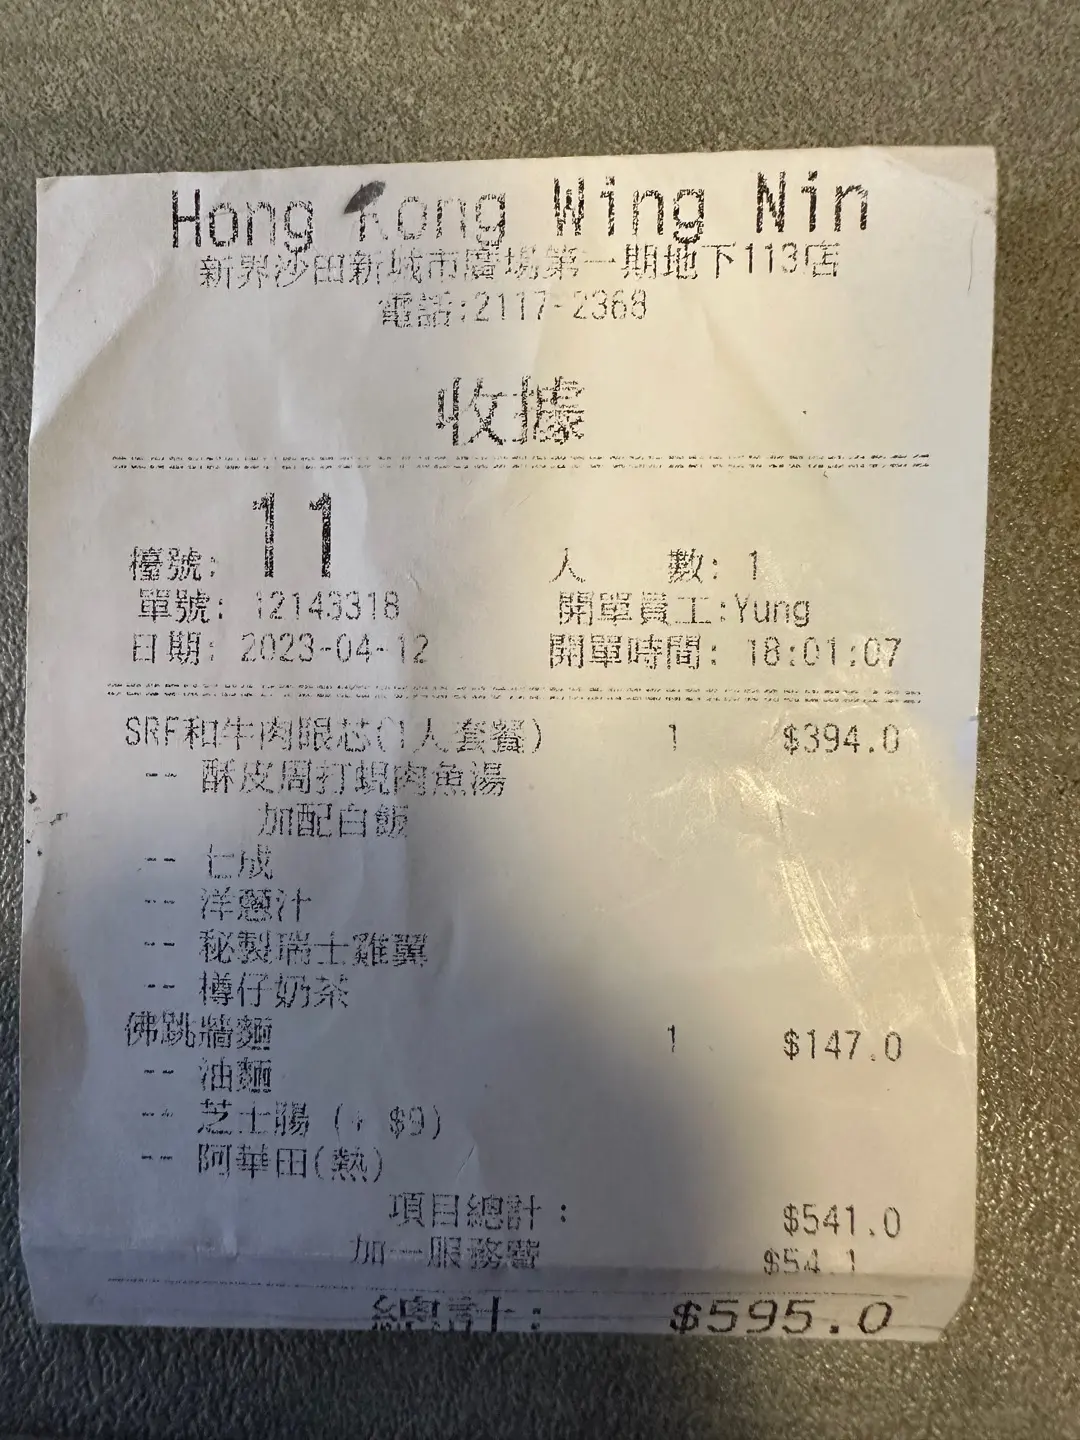 Hong Kong Wing Nin
新界沙田新城市廣場第一期地下113店
電話:2117-2368
收據
檯號: 11 人 數: 1
單號: 12143318 開單員工:Yung
日期: 2023-04-12 開單時間: 18:01:07
SRF和牛肉眼芯(1人套餐) 1 $394.0
-- 酥皮周打蜆肉魚湯
加配白飯
-- 七成
-- 洋蔥汁
-- 秘製瑞士雞翼
-- 樽仔奶茶
佛跳牆麵 1 $147.0
-- 油麵
-- 芝士腸 (+ $9)
-- 阿華田(熱)
項目總計: $541.0
加一服務費 $54.1
總計: $595.0